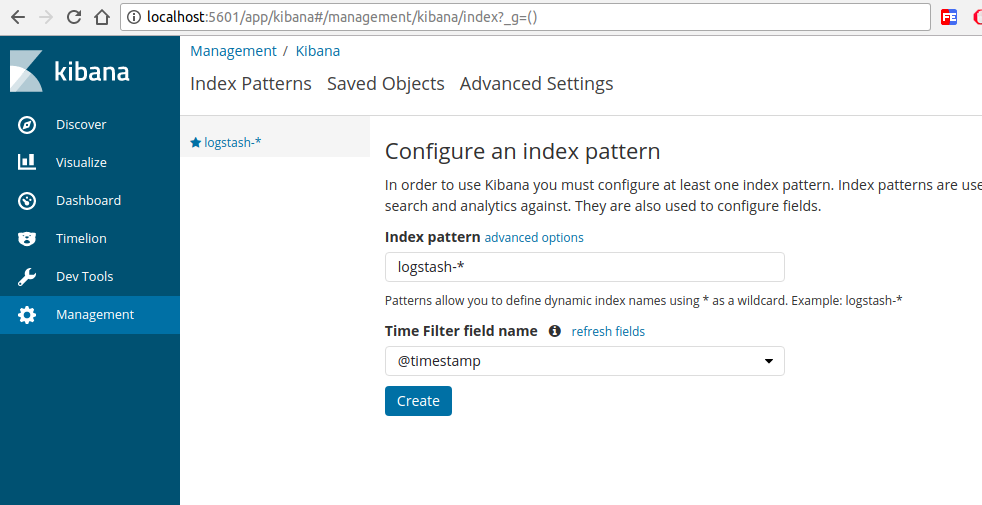 localhost:5601/app/kibana#/management/kibana/index?_g=()
FE
kibana
Discover
Visualize
Dashboard
Timelion
Dev Tools
Management
Management / Kibana
Index Patterns Saved Objects Advanced Settings
logstash-*
Configure an index pattern
In order to use Kibana you must configure at least one index pattern. Index patterns are use
search and analytics against. They are also used to configure fields.
Index pattern advanced options
logstash-*
Patterns allow you to define dynamic index names using * as a wildcard. Example: logstash-*
Time Filter field name refresh fields
@timestamp
Create